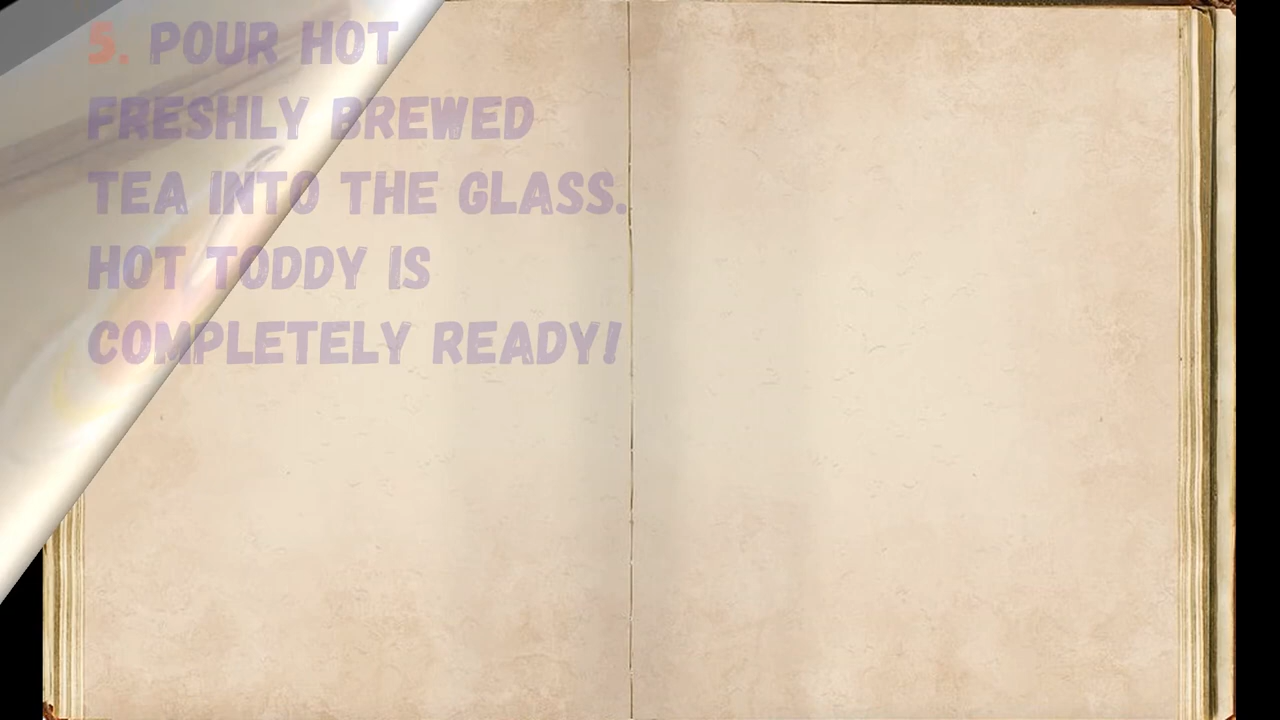 5. POUR HOT
FRESHLY BREWED
TEA INTO THE GLASS.
HOT TODDY IS
COMPLETELY READY!